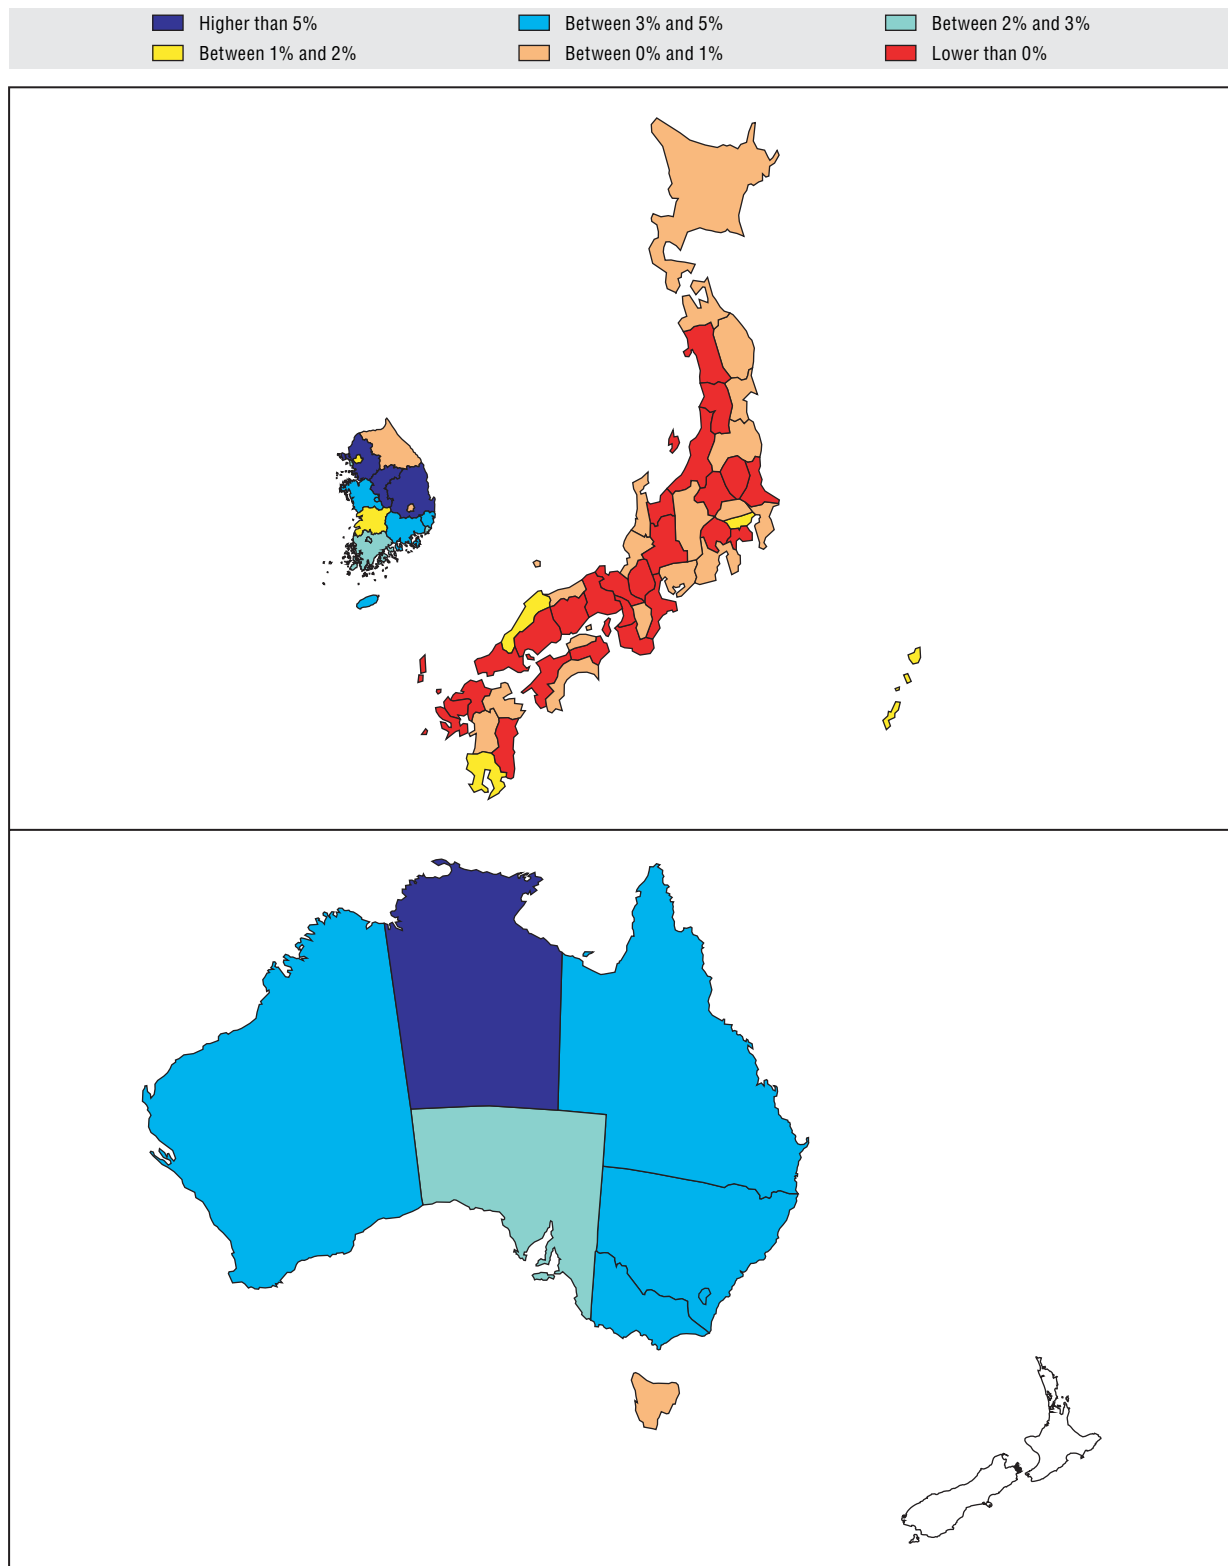 Higher than 5% Between 3% and 5% Between 2% and 3%
Between 1% and 2% Between 0% and 1% Lower than 0%